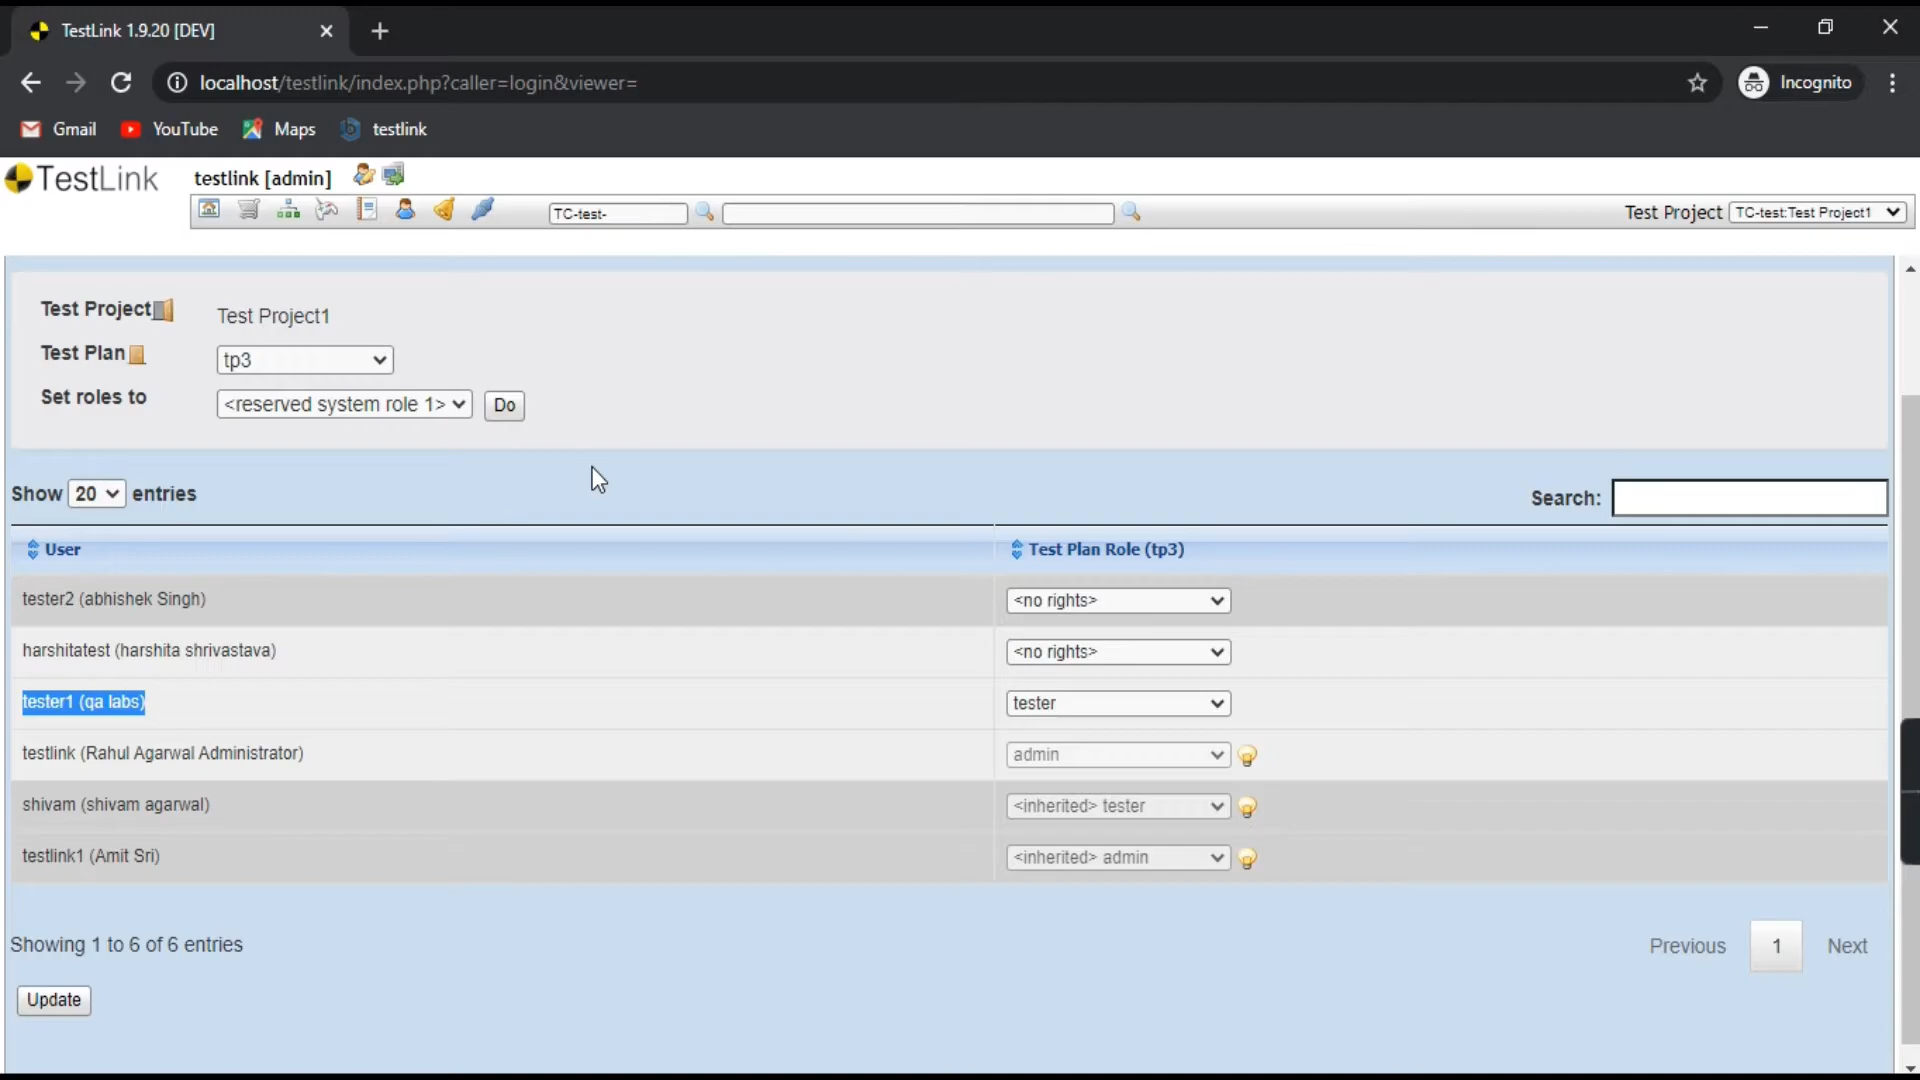 TestLink 1.9.20 [DEV]
localhost/testlink/index.php?caller=login&viewer=
Incognito
Gmail
YouTube
Maps
testlink
TestLink
testlink [admin]
TC-test-
Test Project
TC-test:Test Project1
Test Project
Test Project1
Test Plan
tp3
Set roles to
<reserved system role 1>
Do
Show 20 entries
Search:
User
Test Plan Role (tp3)
tester2 (abhishek Singh)
<no rights>
harshitatest (harshita shrivastava)
<no rights>
tester1 (qa labs)
tester
testlink (Rahul Agarwal Administrator)
admin
shivam (shivam agarwal)
<inherited> tester
testlink1 (Amit Sri)
<inherited> admin
Showing 1 to 6 of 6 entries
Previous
1
Next
Update